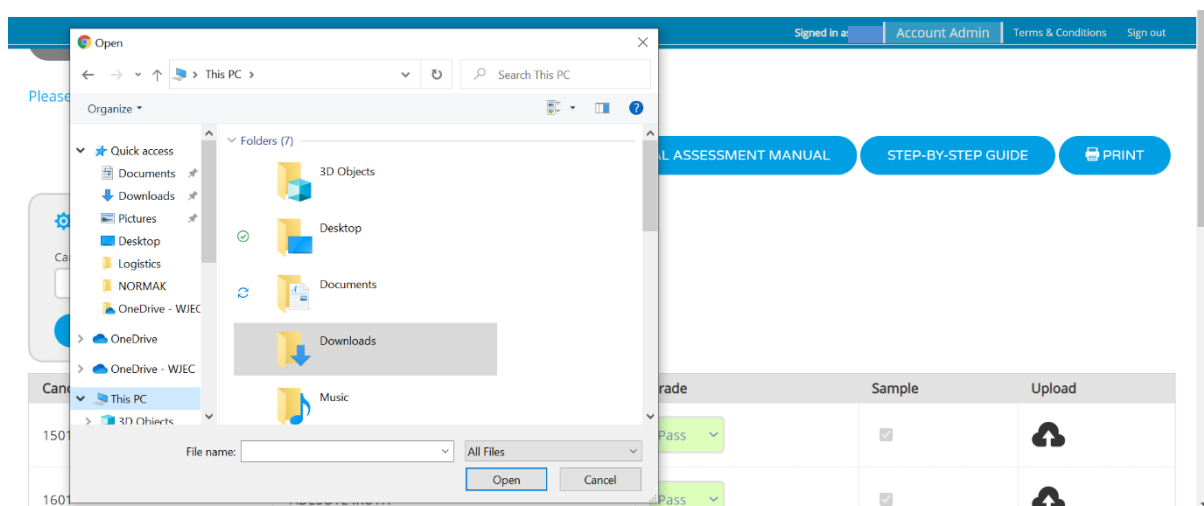 Open
Signed in a
Account Admin
Terms & Conditions
Sign out
This PC
Search This PC
Please
Organize
Quick access
Documents
Downloads
Pictures
Desktop
Logistics
NORMAK
OneDrive - WJEC
OneDrive
OneDrive - WJEC
This PC
3D Objects
Folders (7)
3D Objects
Desktop
Documents
Downloads
Music
File name:
All Files
Open
Cancel
AL ASSESSMENT MANUAL
STEP-BY-STEP GUIDE
PRINT
Ca
Cand
rade
Sample
Upload
1501
Pass
1601
Pass